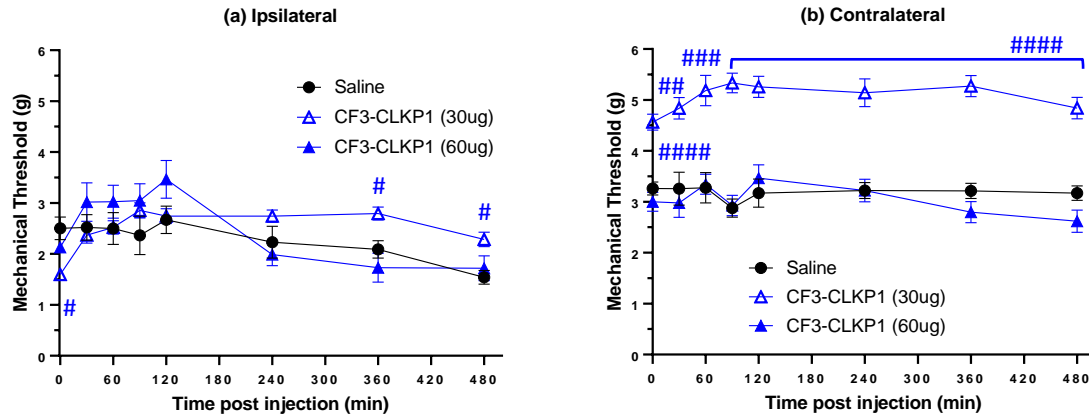 (a) Ipsilateral
Mechanical Threshold (g)
6
5
4
3
2
1
0
Saline
CF3-CLKP1 (30ug)
CF3-CLKP1 (60ug)
#
#
#
0 60 120 180 240 300 360 420 480
Time post injection (min)
(b) Contralateral
Mechanical Threshold (g)
6
5
4
3
2
1
0
####
###
##
####
Saline
CF3-CLKP1 (30ug)
CF3-CLKP1 (60ug)
0 60 120 180 240 300 360 420 480
Time post injection (min)